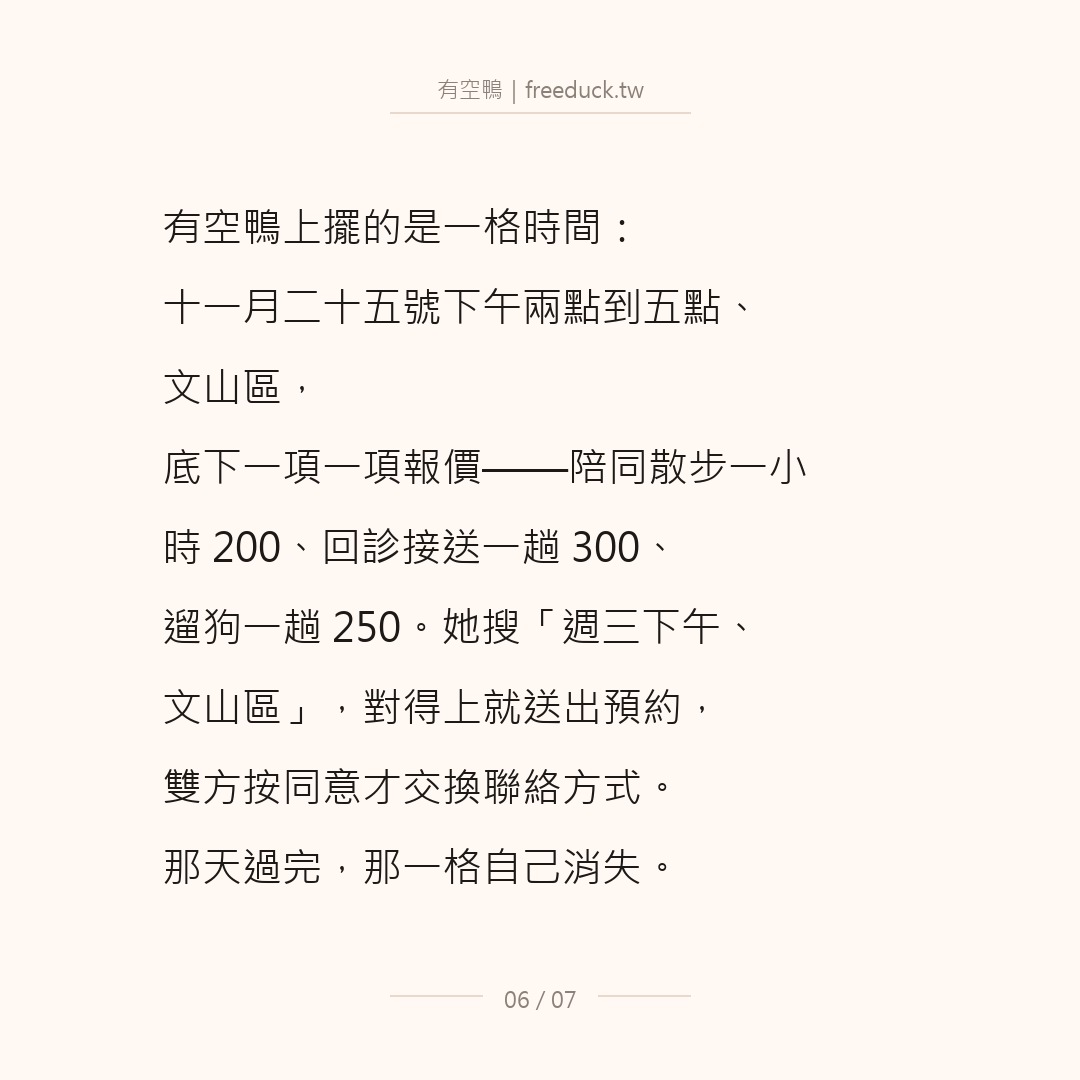 有空鴨 | freeduck.tw
有空鴨上擺的是一格時間：
十一月二十五號下午兩點到五點、
文山區，
底下一項一項報價——陪同散步一小
時 200、回診接送一趟 300、
遛狗一趟 250。她搜「週三下午、
文山區」，對得上就送出預約，
雙方按同意才交換聯絡方式。
那天過完，那一格自己消失。
06 / 07